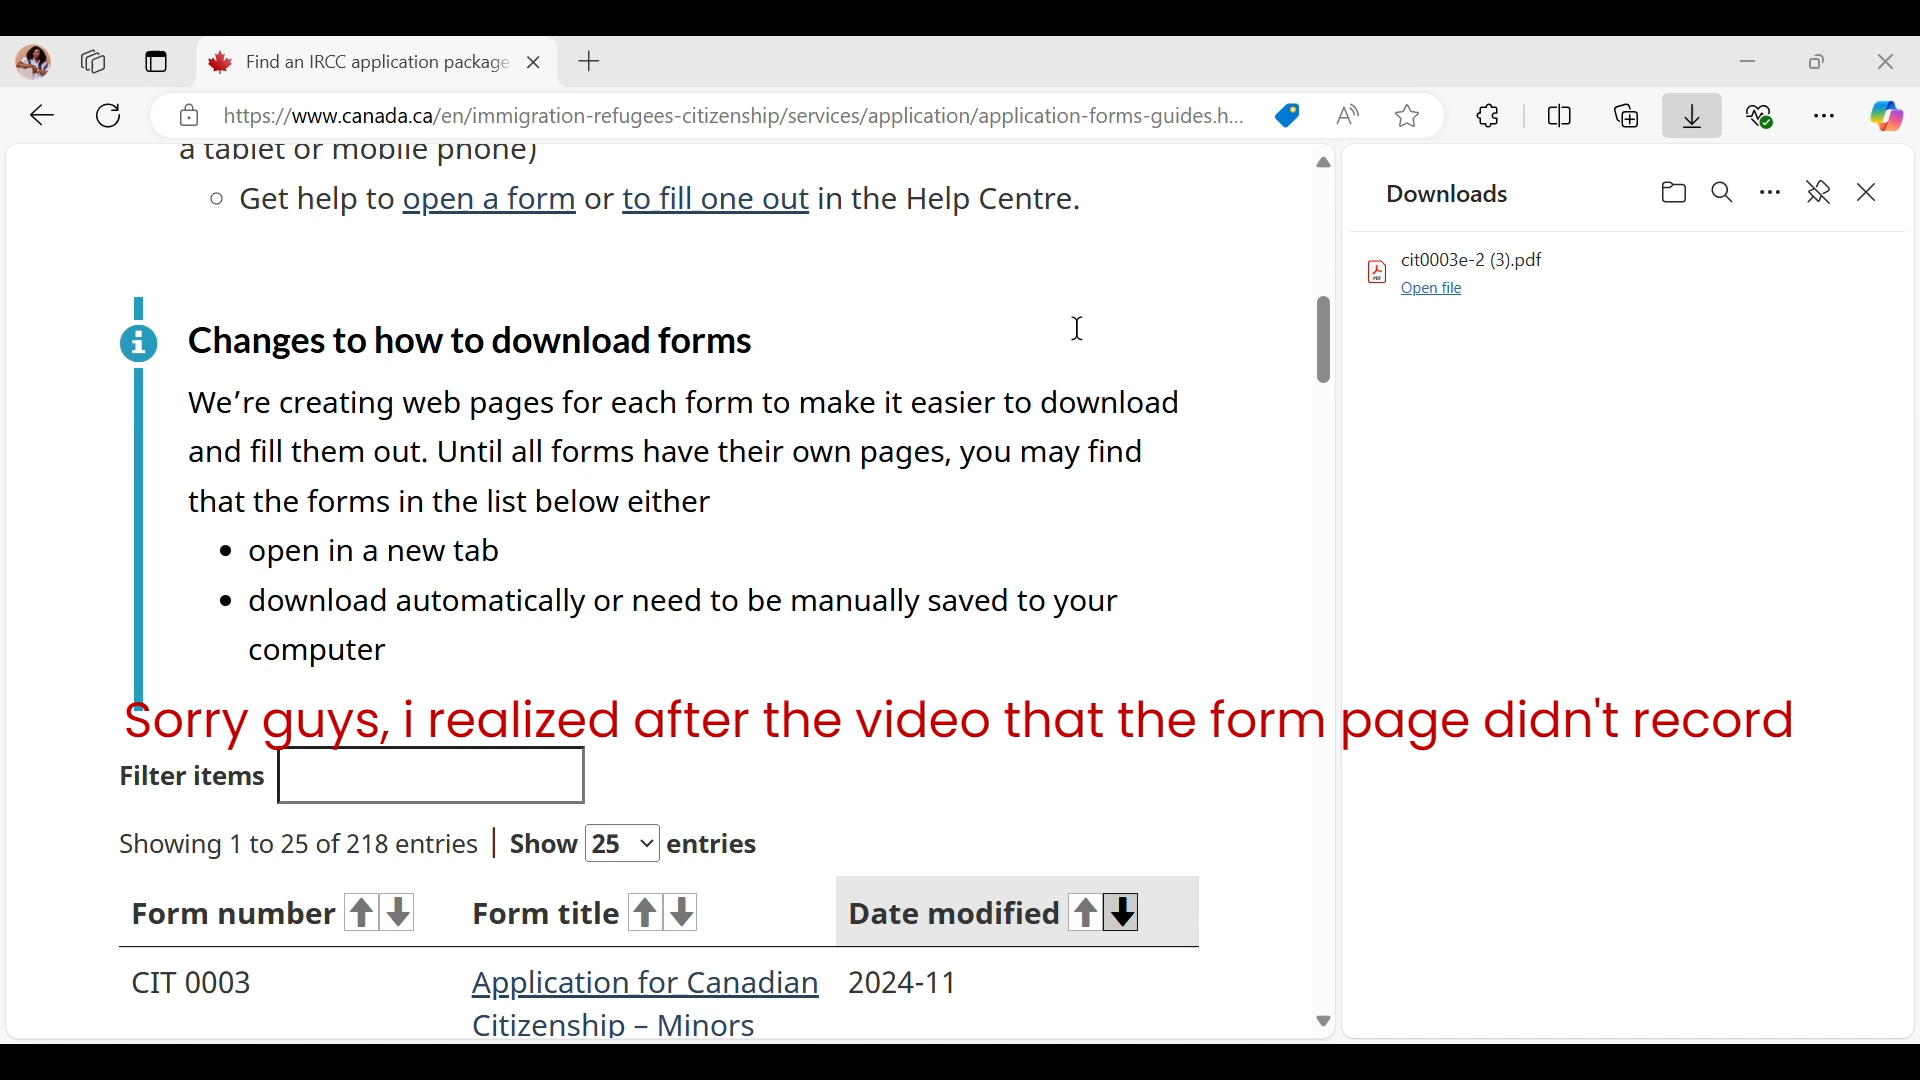 Find an IRCC application package
https://www.canada.ca/en/immigration-refugees-citizenship/services/application/application-forms-guides.h...
a tablet or mobile phone)
Get help to open a form or to fill one out in the Help Centre.
Downloads
cit0003e-2 (3).pdf
Open file
Changes to how to download forms
We're creating web pages for each form to make it easier to download
and fill them out. Until all forms have their own pages, you may find
that the forms in the list below either
• open in a new tab
• download automatically or need to be manually saved to your
computer
Sorry guys, i realized after the video that the form page didn't record
Filter items
Showing 1 to 25 of 218 entries | Show 25 entries
Form number Form title Date modified
CIT 0003 Application for Canadian 2024-11
Citizenship – Minors